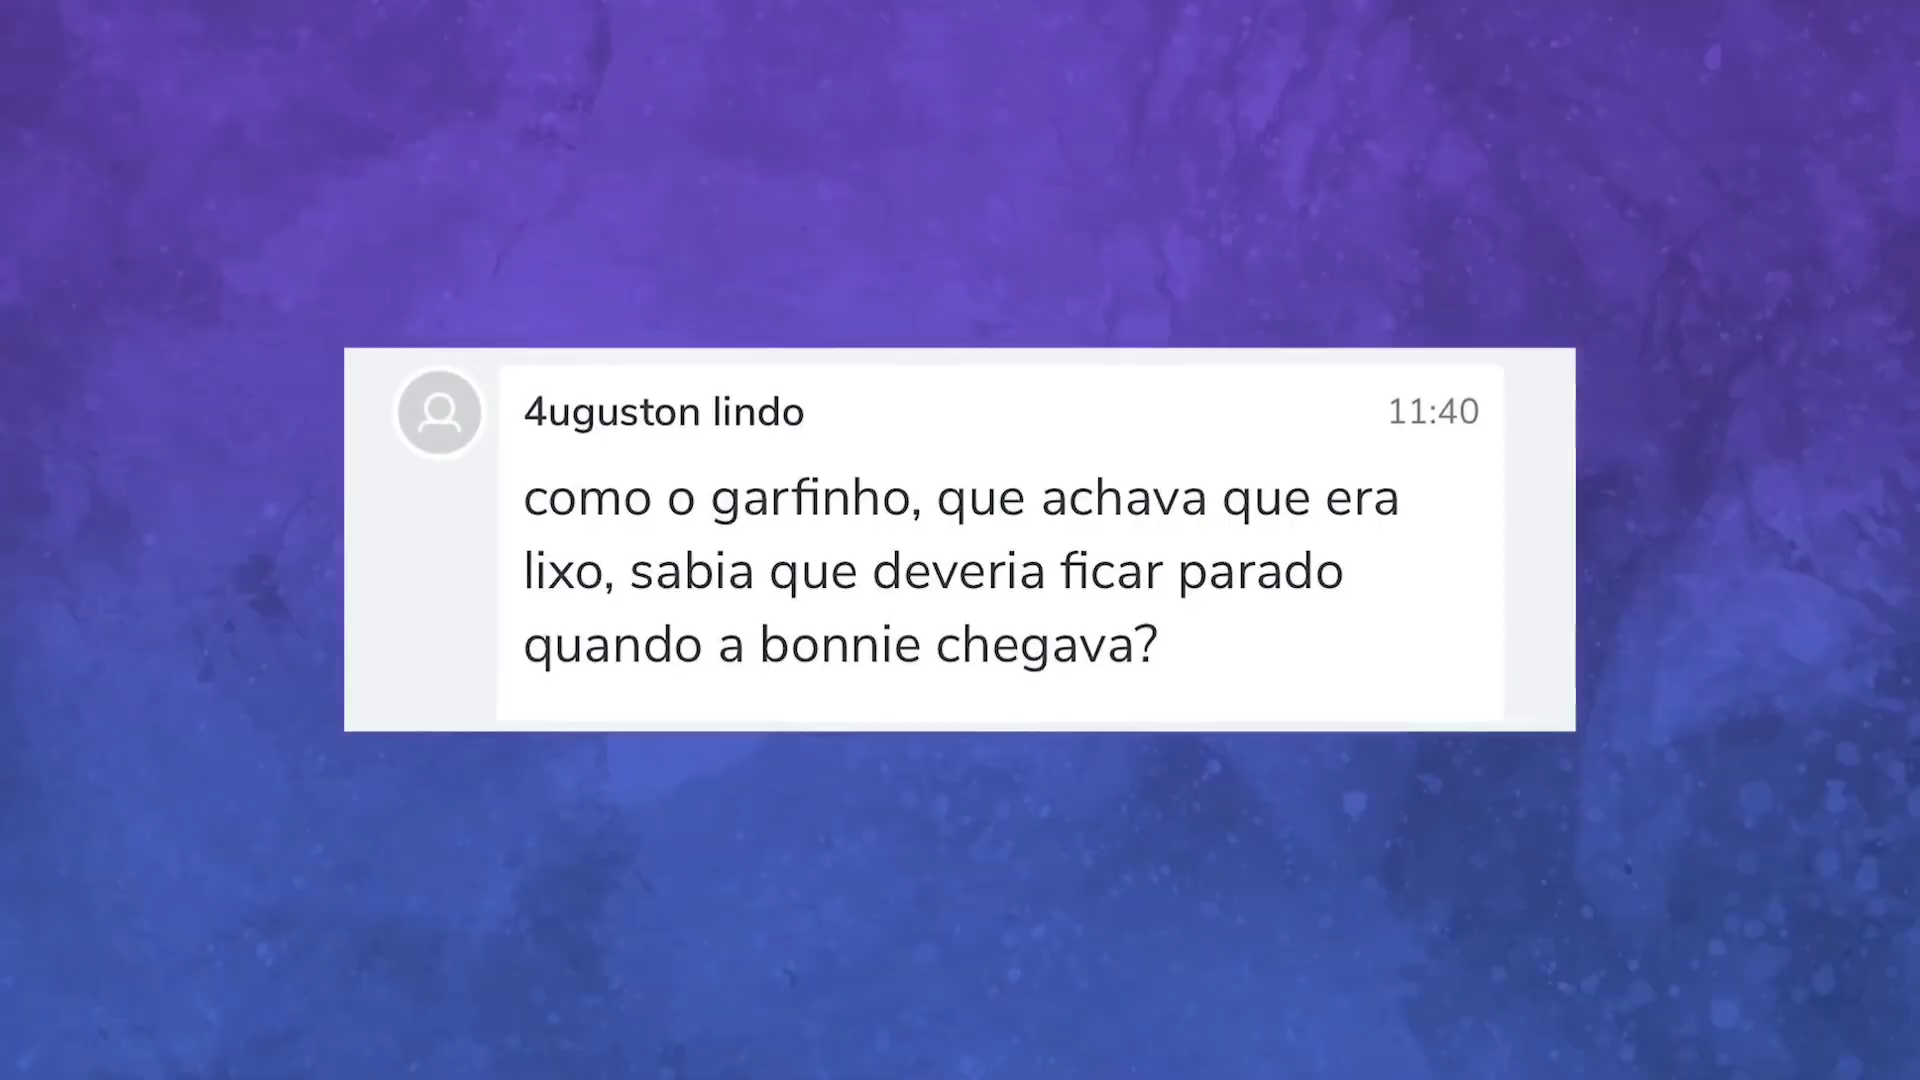 4uguston lindo 11:40
como o garfinho, que achava que era
lixo, sabia que deveria ficar parado
quando a bonnie chegava?